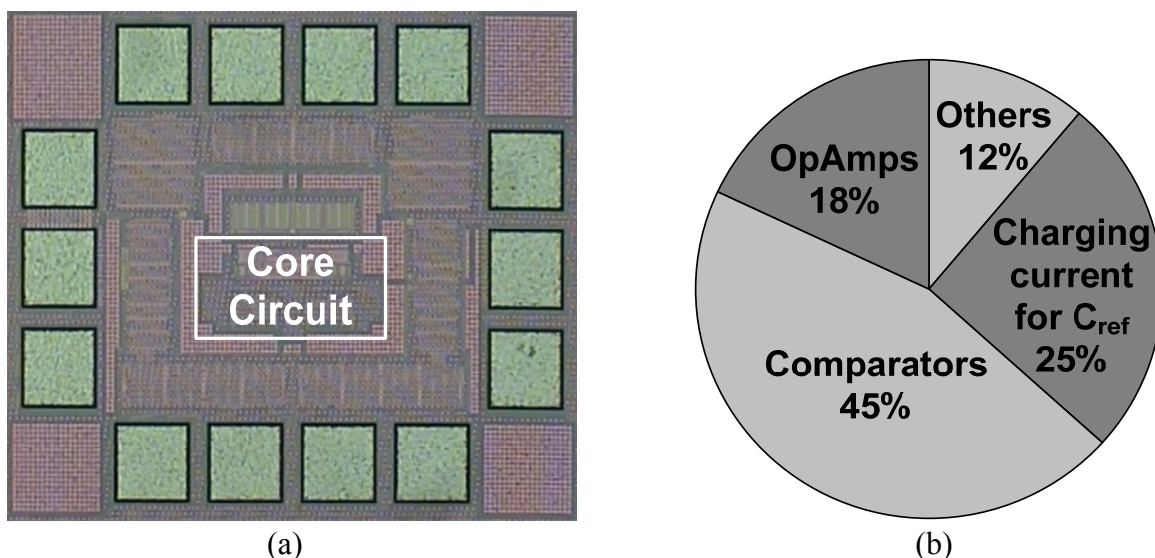 Core
Circuit
(a)
Others
12%
OpAmps
18%
Charging
current
for Cref
25%
Comparators
45%
(b)